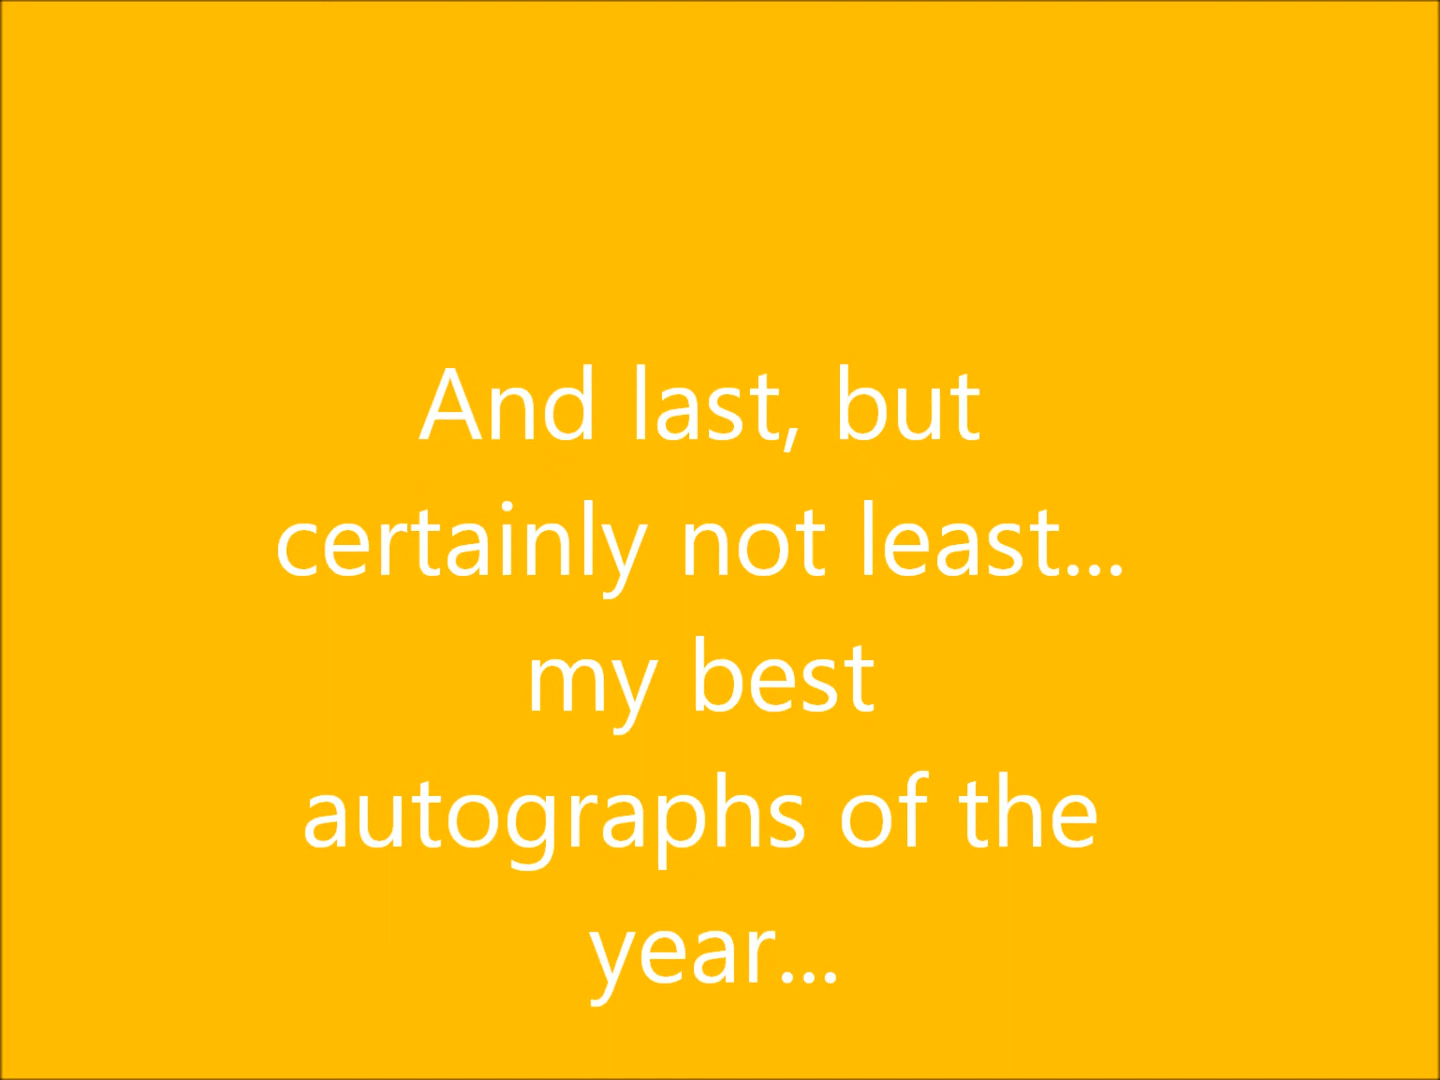 And last, but
certainly not least...
my best
autographs of the
year...